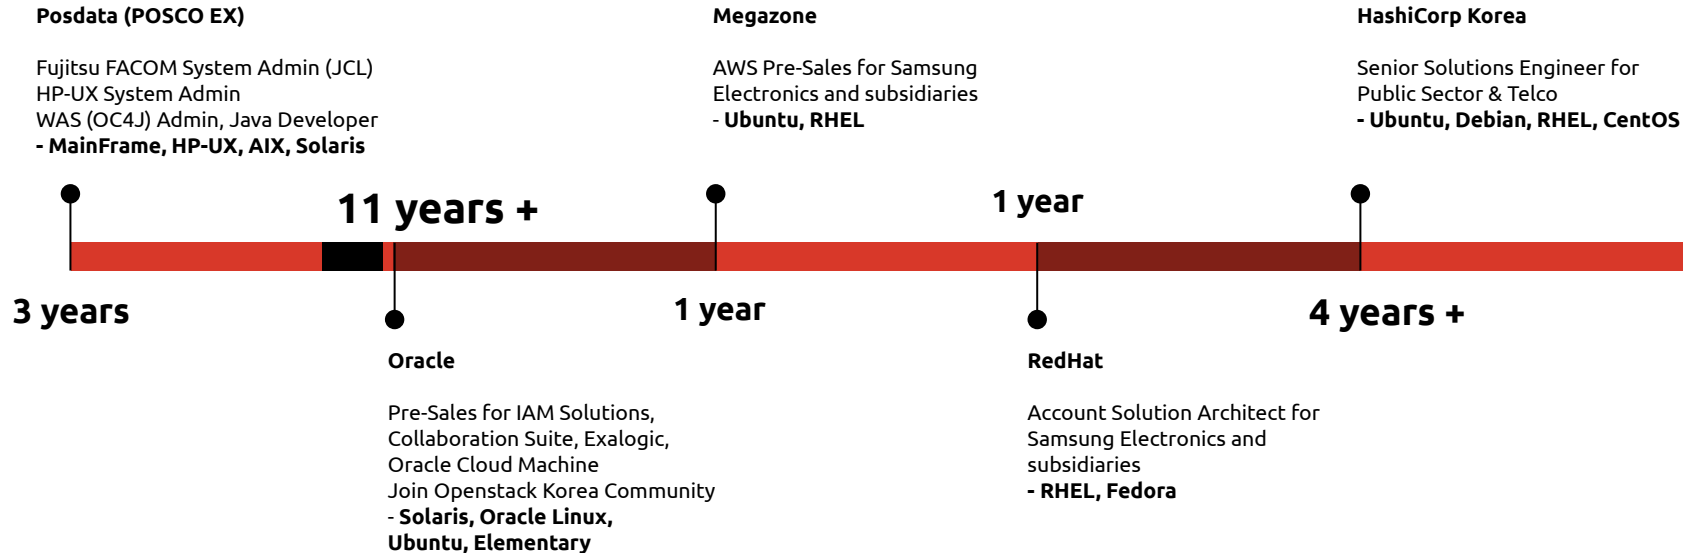 Posdata (POSCO EX)
Fujitsu FACOM System Admin (JCL)
HP-UX System Admin
WAS (OC4J) Admin, Java Developer
- MainFrame, HP-UX, AIX, Solaris
Megazone
AWS Pre-Sales for Samsung
Electronics and subsidiaries
- Ubuntu, RHEL
HashiCorp Korea
Senior Solutions Engineer for
Public Sector & Telco
- Ubuntu, Debian, RHEL, CentOS
11 years +
1 year
3 years
1 year
4 years +
Oracle
Pre-Sales for IAM Solutions,
Collaboration Suite, Exalogic,
Oracle Cloud Machine
Join Openstack Korea Community
- Solaris, Oracle Linux,
Ubuntu, Elementary
RedHat
Account Solution Architect for
Samsung Electronics and
subsidiaries
- RHEL, Fedora